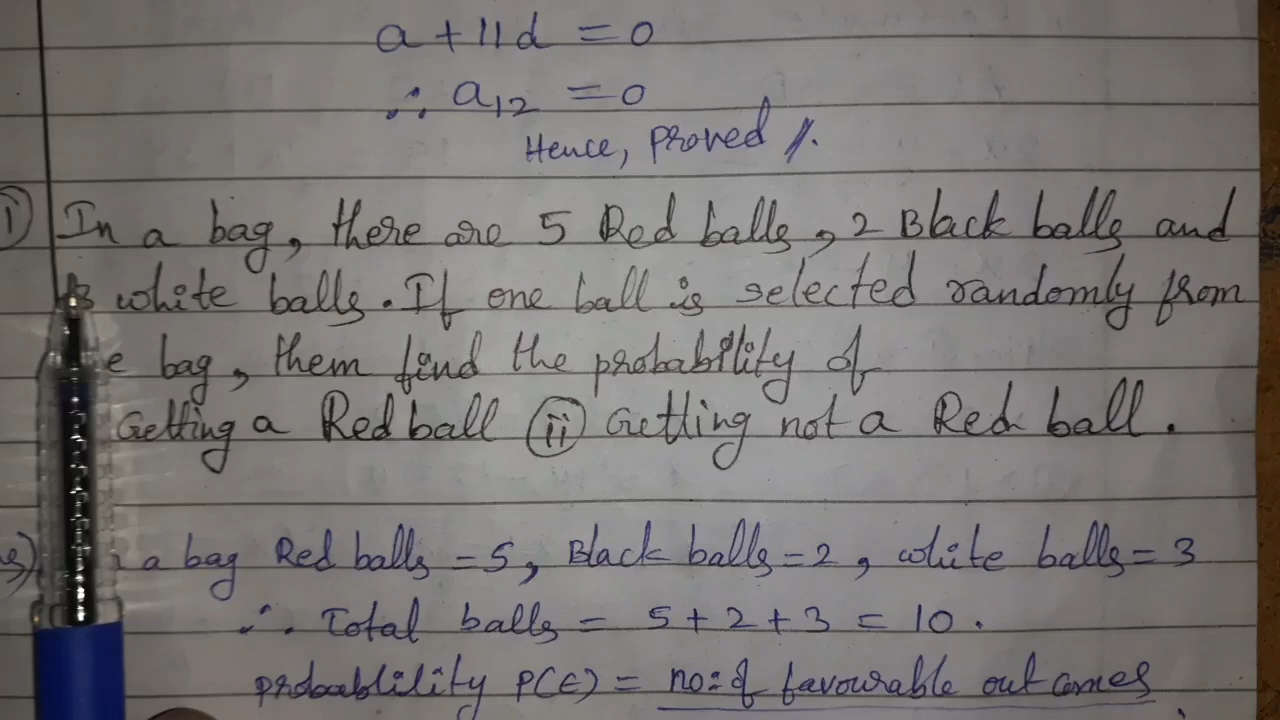 a + 11d = 0
∴ a₁₂ = 0
Hence, proved
i) In a bag, there are 5 Red balls, 2 Black balls and
3 white balls. If one ball is selected randomly from
e bag, them find the probability of
Getting a Red ball (ii) Getting not a Red ball.
a bag Red balls = 5, Black balls = 2, white balls = 3
∴ Total balls = 5 + 2 + 3 = 10.
probablility P(E) = no: of favourable out comes